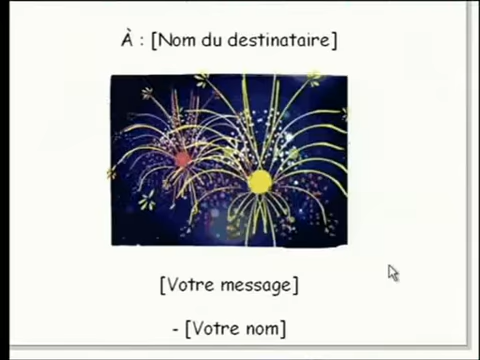 À : [Nom du destinataire]
[Votre message]
- [Votre nom]